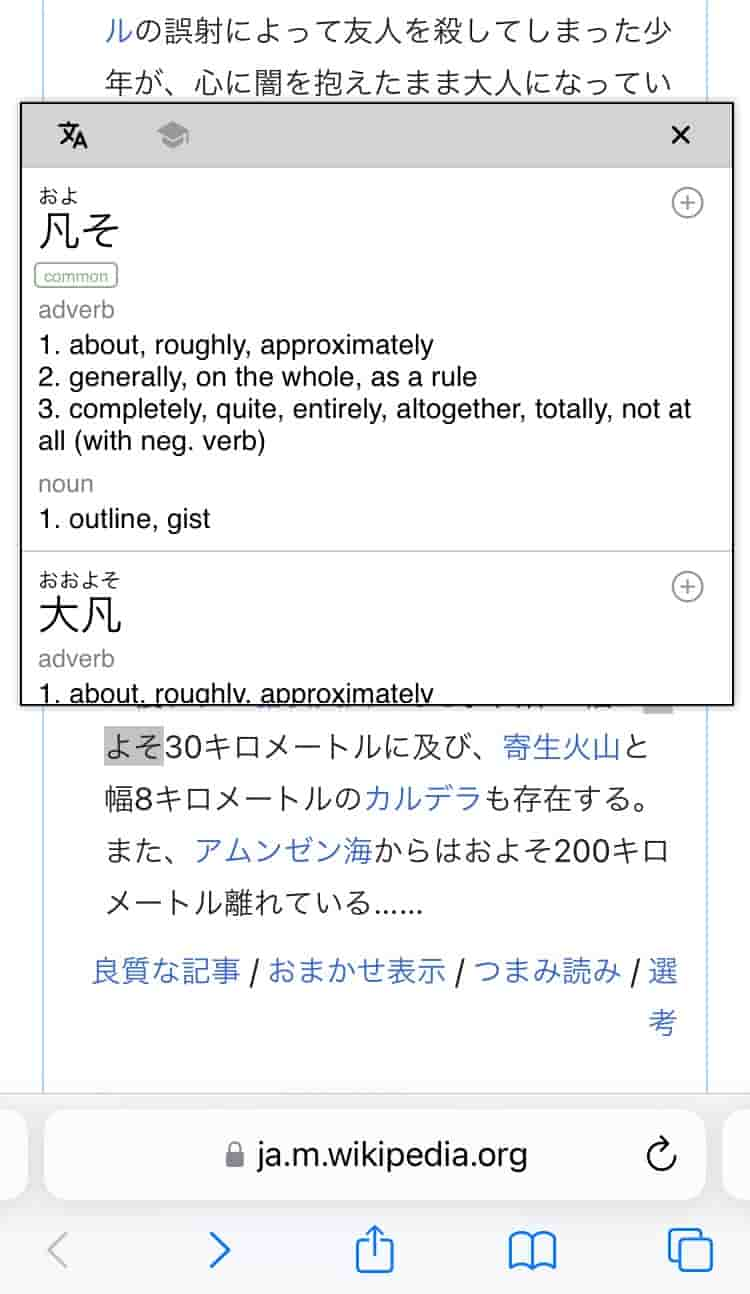 ルの誤射によって友人を殺してしまった少
年が、心に闇を抱えたまま大人になってい
およ
凡そ
common
adverb
1. about, roughly, approximately
2. generally, on the whole, as a rule
3. completely, quite, entirely, altogether, totally, not at
all (with neg. verb)
noun
1. outline, gist
おおよそ
大凡
adverb
1. about, roughly, approximately
よそ30キロメートルに及び、寄生火山と
幅8キロメートルのカルデラも存在する。
また、アムンゼン海からはおよそ200キロ
メートル離れている……
良質な記事 / おまかせ表示 / つまみ読み / 選
考
ja.m.wikipedia.org